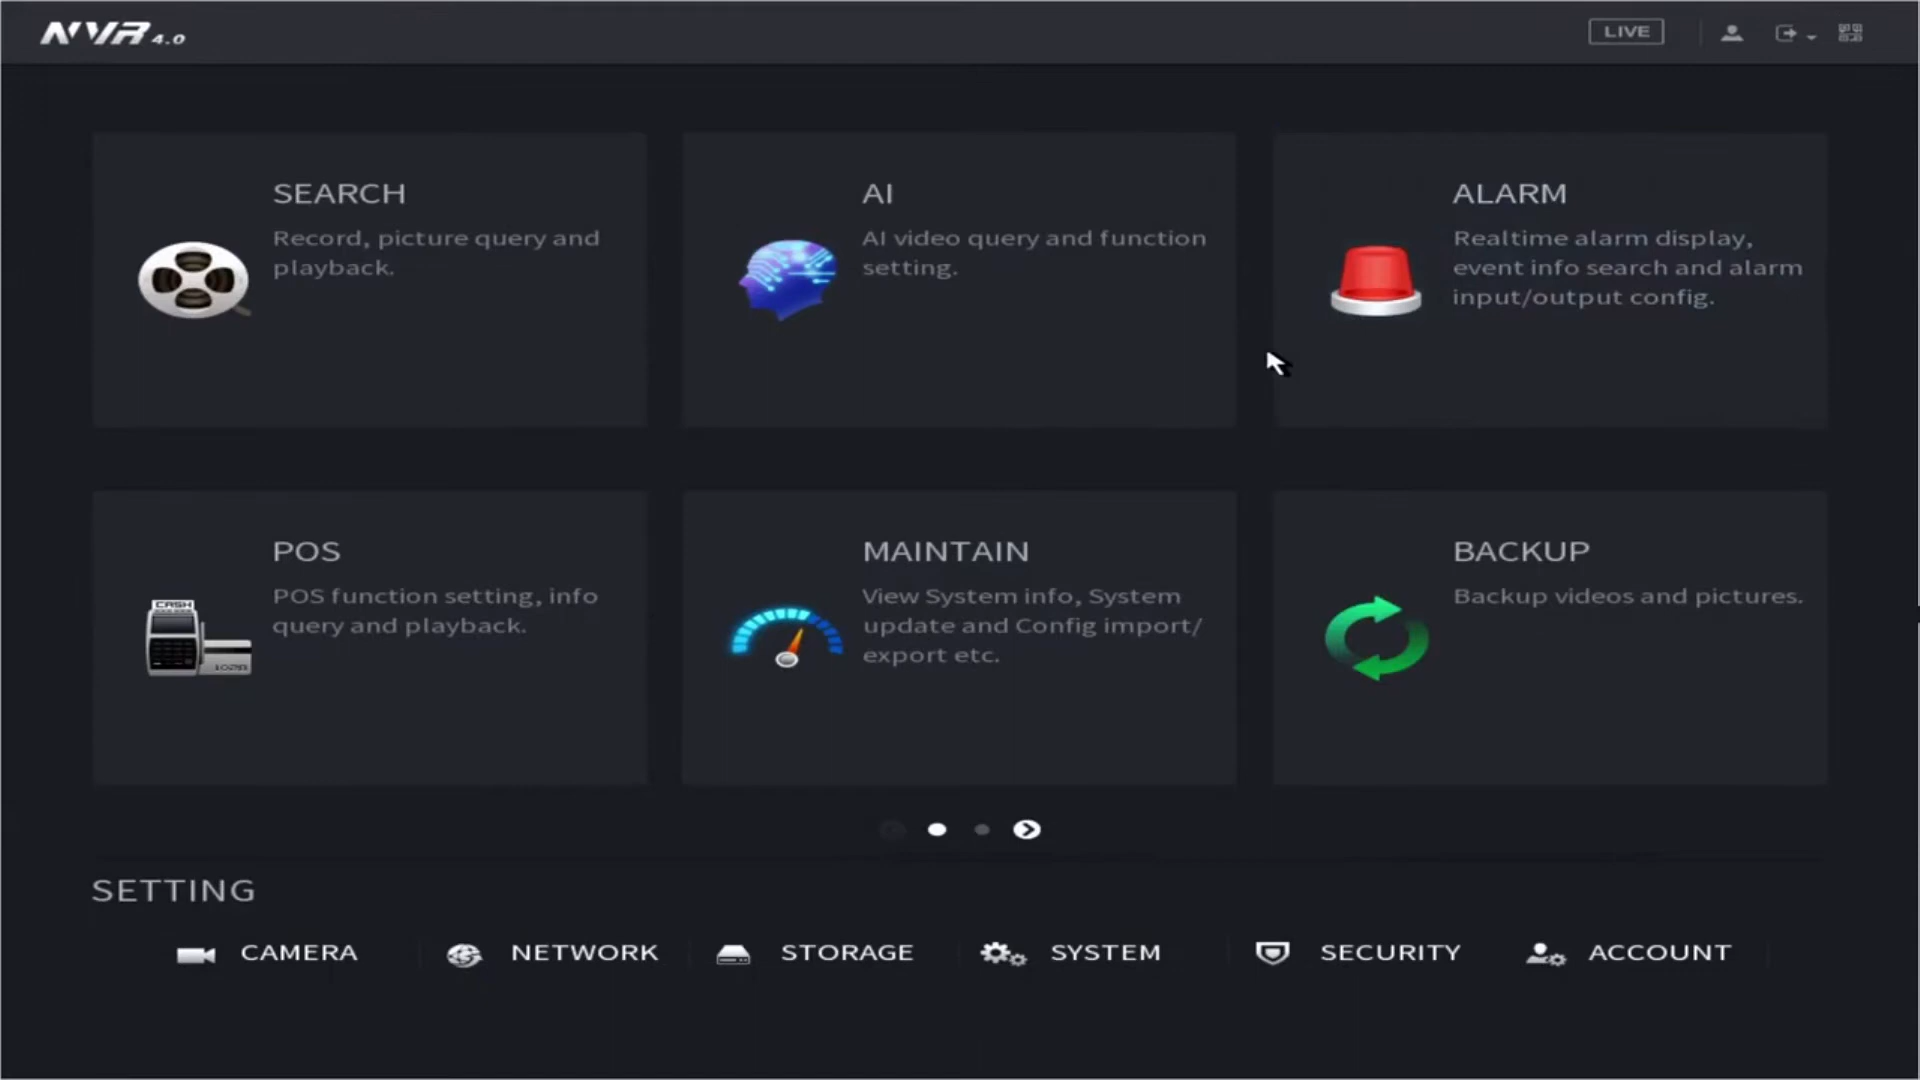 NVR 4.0
LIVE
SEARCH
Record, picture query and
playback.
AI
AI video query and function
setting.
ALARM
Realtime alarm display,
event info search and alarm
input/output config.
POS
POS function setting, info
query and playback.
CASH
MAINTAIN
View System info, System
update and Config import/
export etc.
BACKUP
Backup videos and pictures.
SETTING
CAMERA
NETWORK
STORAGE
SYSTEM
SECURITY
ACCOUNT